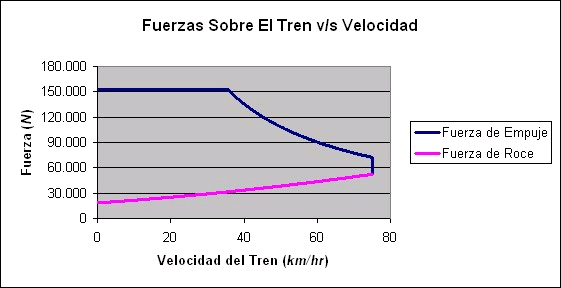 Fuerzas Sobre El Tren v/s Velocidad
180.000
150.000
120.000
90.000
60.000
30.000
0
Fuerza (N)
0 20 40 60 80
Velocidad del Tren (km/hr)
Fuerza de Empuje
Fuerza de Roce